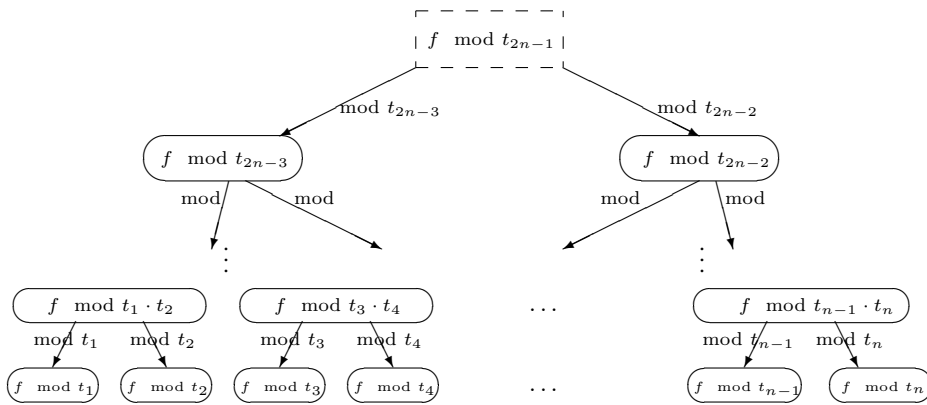 f mod t_{2n−1}
mod t_{2n−3} mod t_{2n−2}
f mod t_{2n−3} f mod t_{2n−2}
mod mod mod mod
⋮ ⋮
f mod t_1 · t_2 f mod t_3 · t_4 ... f mod t_{n−1} · t_n
mod t_1 mod t_2 mod t_3 mod t_4 mod t_{n−1} mod t_n
f mod t_1 f mod t_2 f mod t_3 f mod t_4 ... f mod t_{n−1} f mod t_n